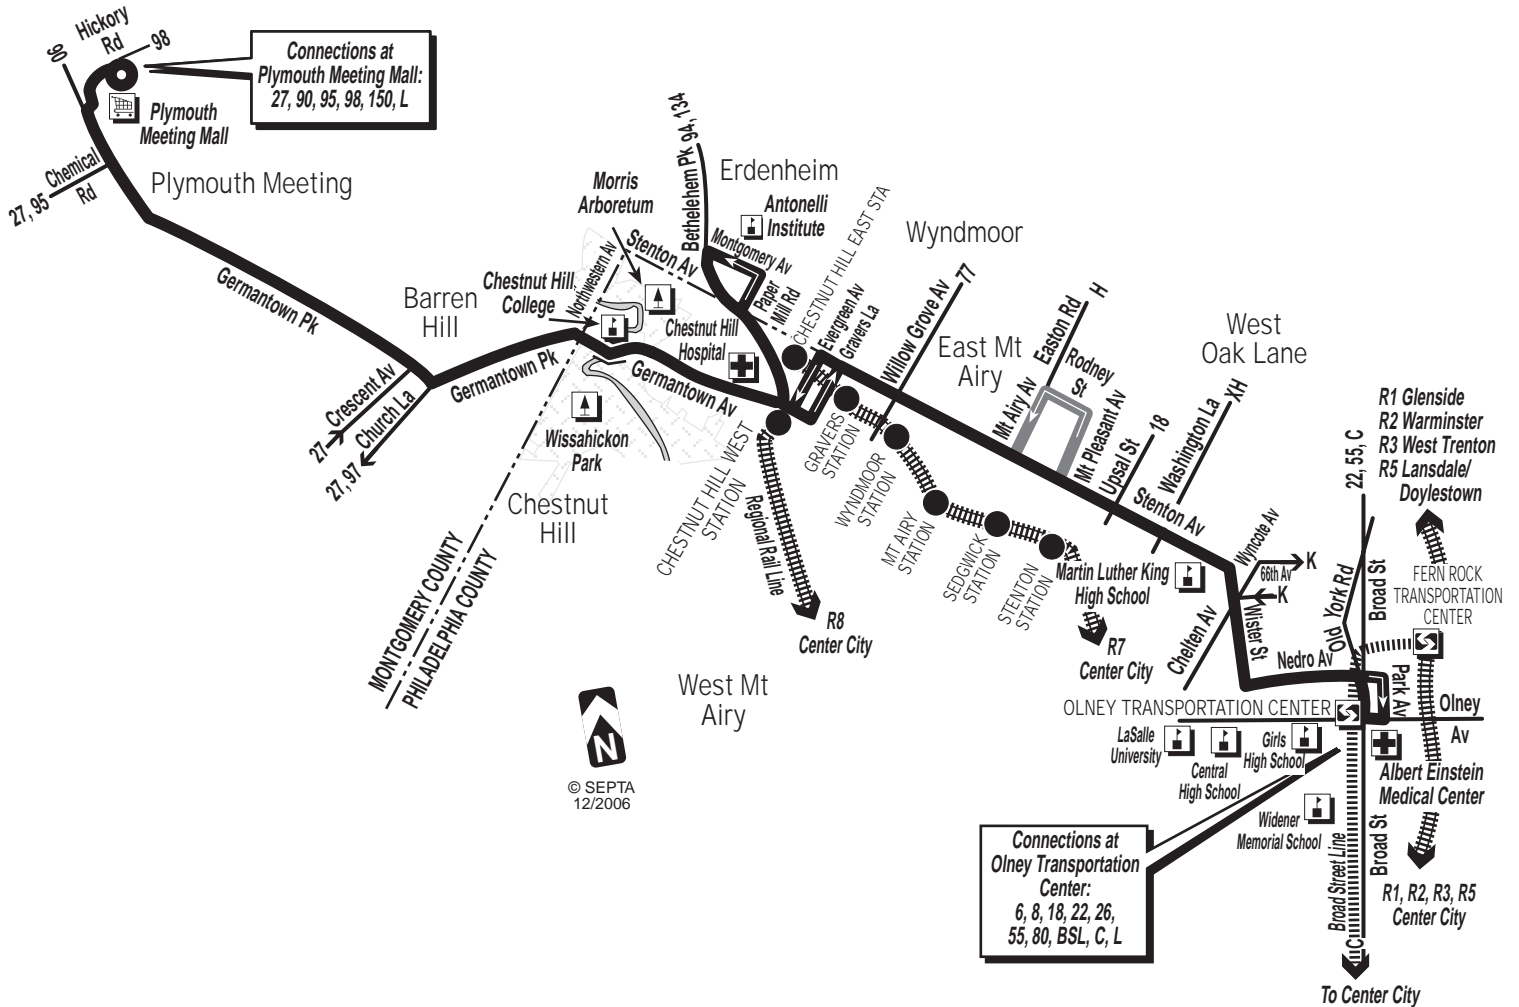 Hickory
Rd
90
98
Connections at
Plymouth Meeting Mall:
27, 90, 95, 98, 150, L
Plymouth
Meeting Mall
Chemical
Rd
27, 95
Plymouth Meeting
Germantown Pk
Barren
Hill
Crescent Av
27
Church La
27, 97
Germantown Pk
Chestnut Hill
College
Morris
Arboretum
Northwestern Av
Stenton Av
Bethelehem Pk
94, 134
Erdenheim
Antonelli
Institute
Montgomery Av
Paper
Mill Rd
Chestnut Hill
Hospital
Germantown Av
Wissahickon
Park
Chestnut
Hill
MONTGOMERY COUNTY
PHILADELPHIA COUNTY
CHESTNUT HILL EAST STA
Evergreen Av
Gravers La
Wyndmoor
Willow Grove Av
77
East Mt
Airy
Easton Rd
H
Mt Airy Av
Rodney
St
Mt Pleasant Av
Upsal St
18
West
Oak Lane
Washington La
XH
Stenton Av
CHESTNUT HILL WEST
STATION
Regional Rail Line
R8
Center City
GRAVERS
STATION
WYNDMOOR
STATION
MT AIRY
STATION
SEDGWICK
STATION
STENTON
STATION
R7
Center City
West Mt
Airy
Martin Luther King
High School
Wyncote Av
66th Av
K
K
Chelten Av
Wister St
Nedro Av
Old York Rd
Broad St
22, 55, C
R1 Glenside
R2 Warminster
R3 West Trenton
R5 Lansdale/
Doylestown
FERN ROCK
TRANSPORTATION
CENTER
Park Av
Olney
Av
OLNEY TRANSPORTATION CENTER
LaSalle
University
Central
High School
Girls
High School
Widener
Memorial School
Albert Einstein
Medical Center
Connections at
Olney Transportation
Center:
6, 8, 18, 22, 26,
55, 80, BSL, C, L
Broad Street Line
Broad St
C
To Center City
R1, R2, R3, R5
Center City
N
© SEPTA
12/2006